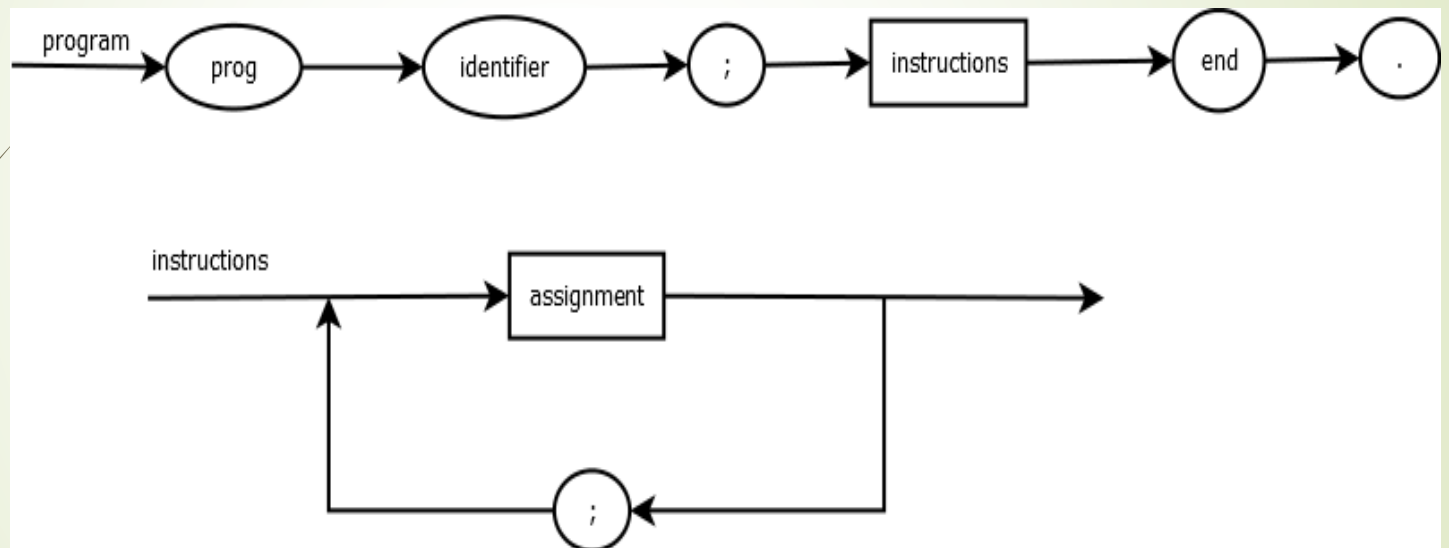 program
prog
identifier
;
instructions
end
.
instructions
assignment
;